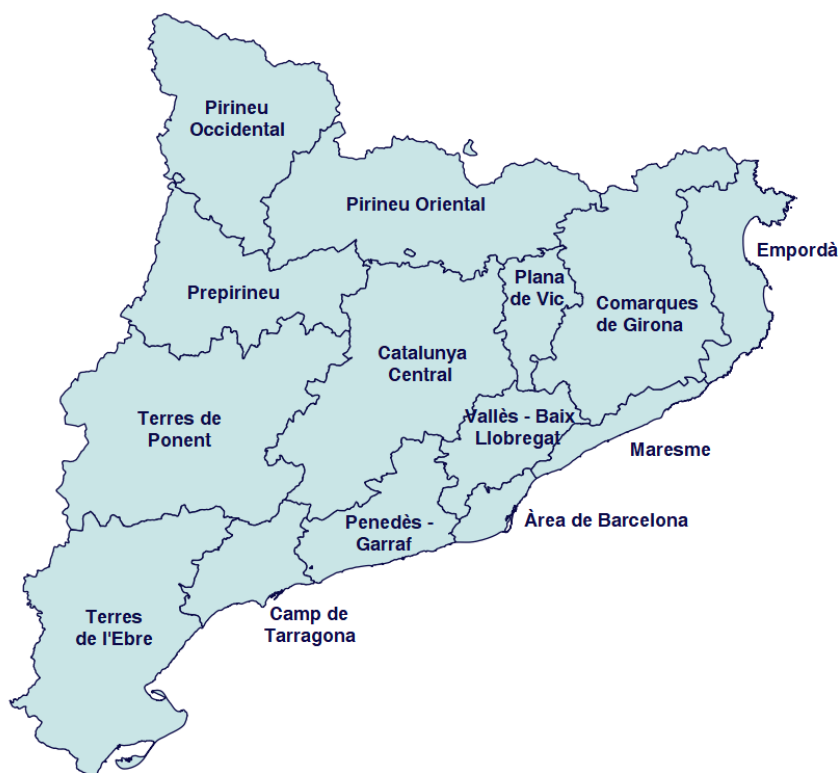 Pirineu
Occidental
Pirineu Oriental
Empordà
Plana
de Vic
Prepirineu
Comarques
de Girona
Catalunya
Central
Terres de
Ponent
Vallès - Baix
Llobregat
Maresme
Penedès -
Garraf
Àrea de Barcelona
Camp de
Tarragona
Terres
de l'Ebre